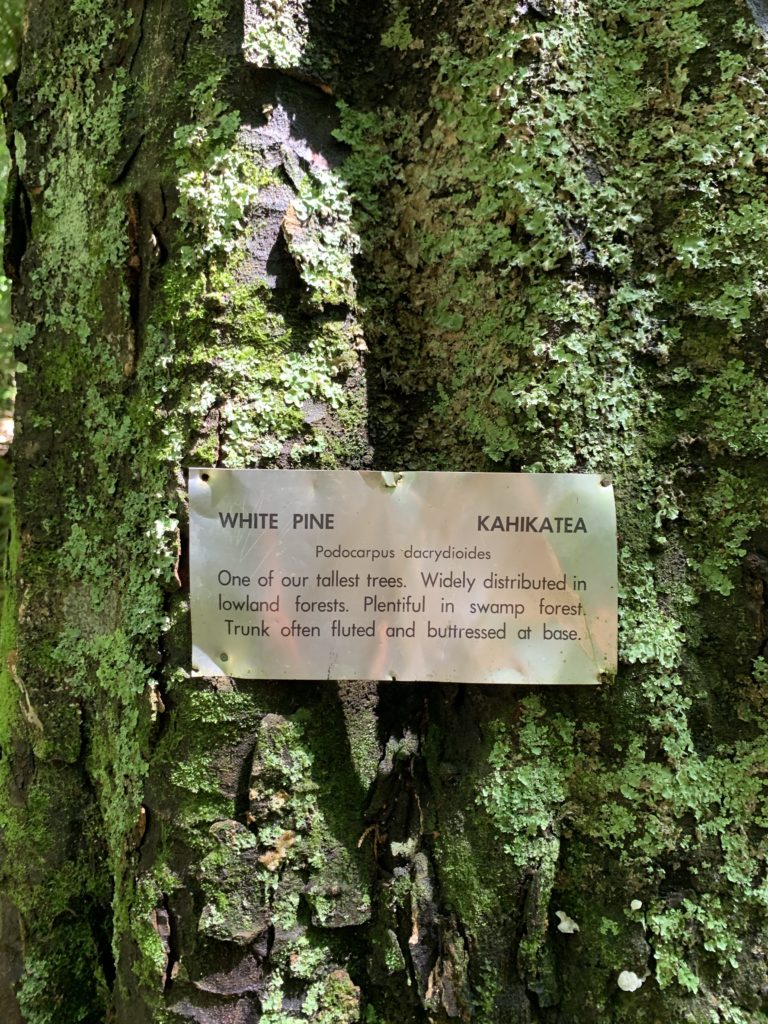 WHITE PINE KAHIKATEA
Podocarpus dacrydioides
One of our tallest trees. Widely distributed in
lowland forests. Plentiful in swamp forest.
Trunk often fluted and buttressed at base.